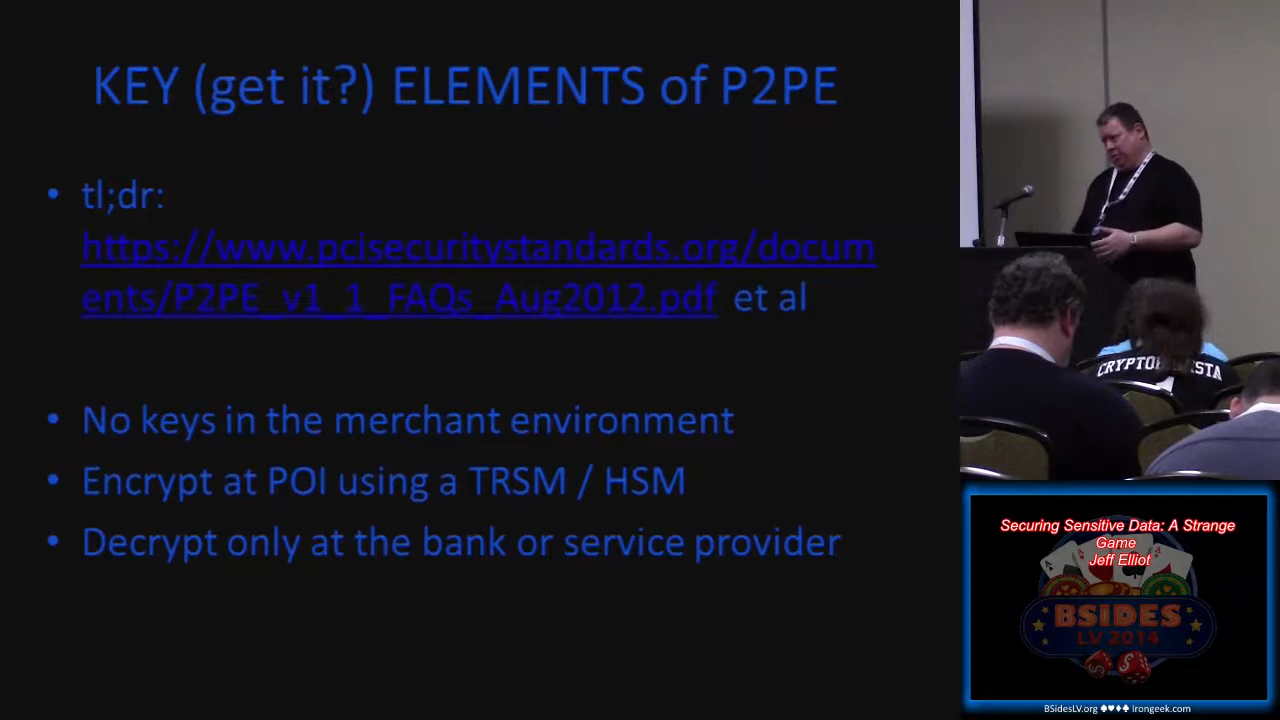 KEY (get it?) ELEMENTS of P2PE
• tl;dr:
https://www.pcisecuritystandards.org/docum
ents/P2PE_v1_1_FAQs_Aug2012.pdf et al
• No keys in the merchant environment
• Encrypt at POI using a TRSM / HSM
• Decrypt only at the bank or service provider
Securing Sensitive Data: A Strange
Game
Jeff Elliot
BSIDES
LV 2014
BSidesLV.org ♠♥♦♣ Irongeek.com